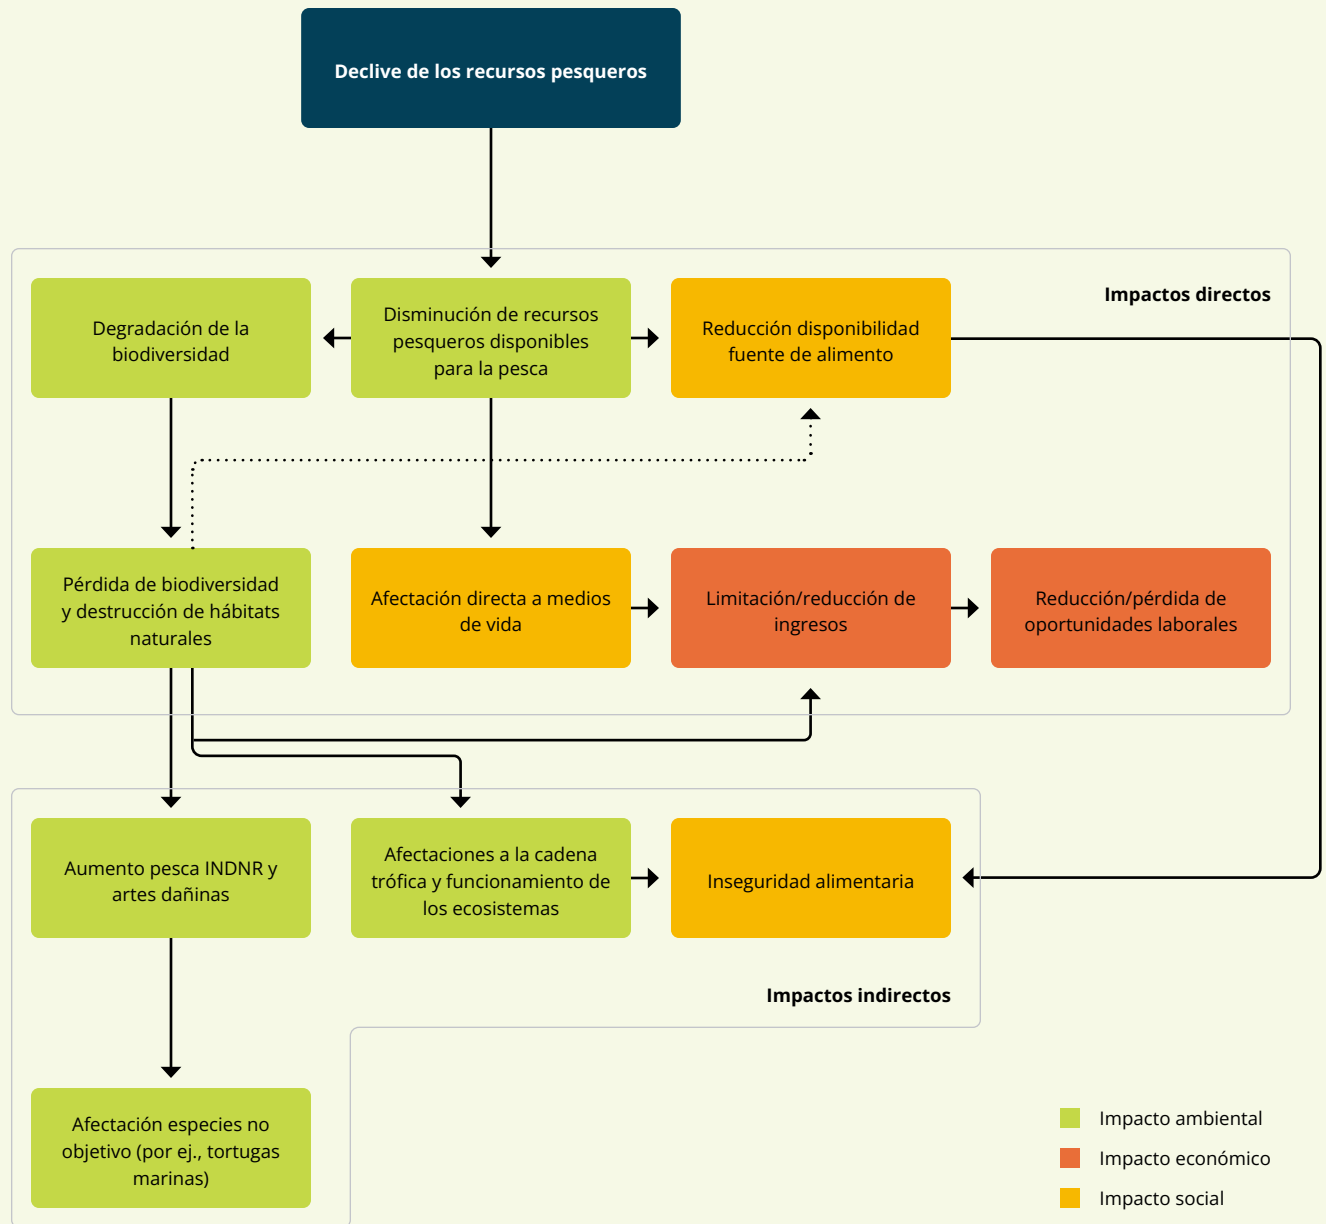 Declive de los recursos pesqueros
Impactos directos
Degradación de la
biodiversidad
Disminución de recursos
pesqueros disponibles
para la pesca
Reducción disponibilidad
fuente de alimento
Pérdida de biodiversidad
y destrucción de hábitats
naturales
Afectación directa a medios
de vida
Limitación/reducción de
ingresos
Reducción/pérdida de
oportunidades laborales
Aumento pesca INDNR y
artes dañinas
Afectaciones a la cadena
trófica y funcionamiento de
los ecosistemas
Inseguridad alimentaria
Impactos indirectos
Afectación especies no
objetivo (por ej., tortugas
marinas)
Impacto ambiental
Impacto económico
Impacto social